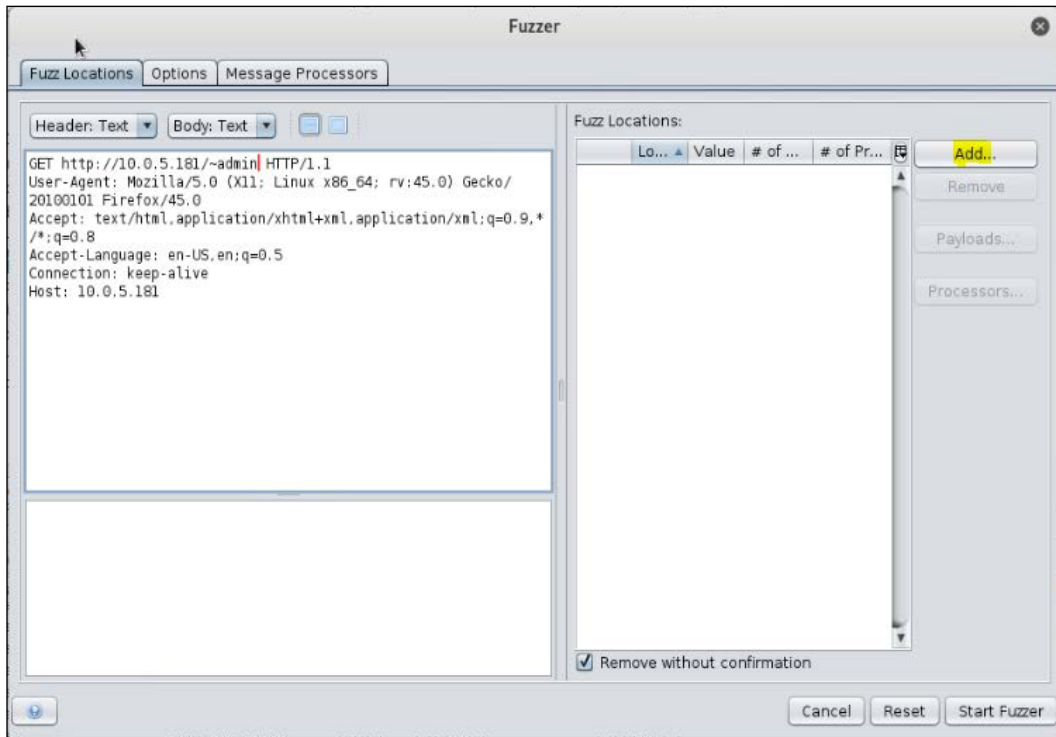 Fuzzer
Fuzz Locations
Options
Message Processors
Header: Text
Body: Text
GET http://10.0.5.181/~admin HTTP/1.1
User-Agent: Mozilla/5.0 (X11; Linux x86_64; rv:45.0) Gecko/
20100101 Firefox/45.0
Accept: text/html,application/xhtml+xml,application/xml;q=0.9,*
/*;q=0.8
Accept-Language: en-US,en;q=0.5
Connection: keep-alive
Host: 10.0.5.181
Fuzz Locations:
Lo... Value # of ... # of Pr...
Add...
Remove
Payloads...
Processors...
Remove without confirmation
Cancel
Reset
Start Fuzzer